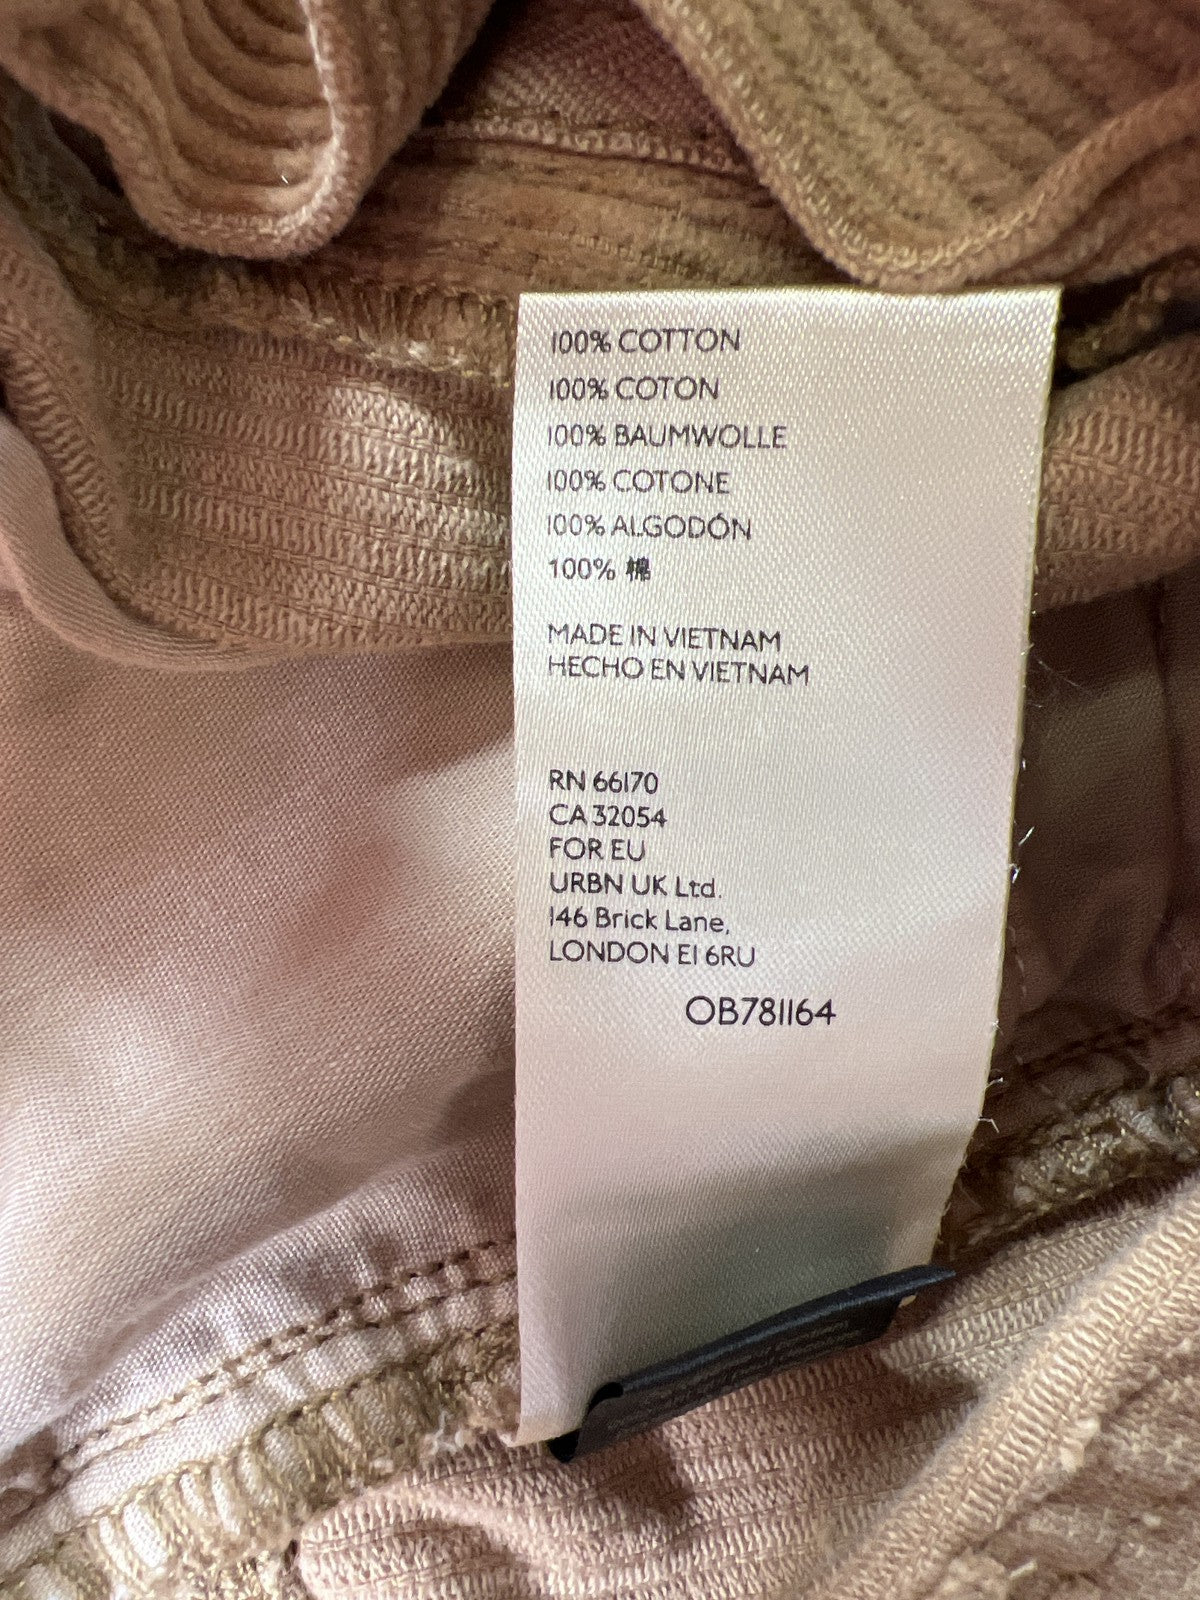 100% COTTON
100% COTON
100% BAUMWOLLE
100% COTONE
100% ALGODÓN
100% 棉
MADE IN VIETNAM
HECHO EN VIETNAM
RN 66170
CA 32054
FOR EU
URBN UK Ltd.
146 Brick Lane,
LONDON E1 6RU
OB781164